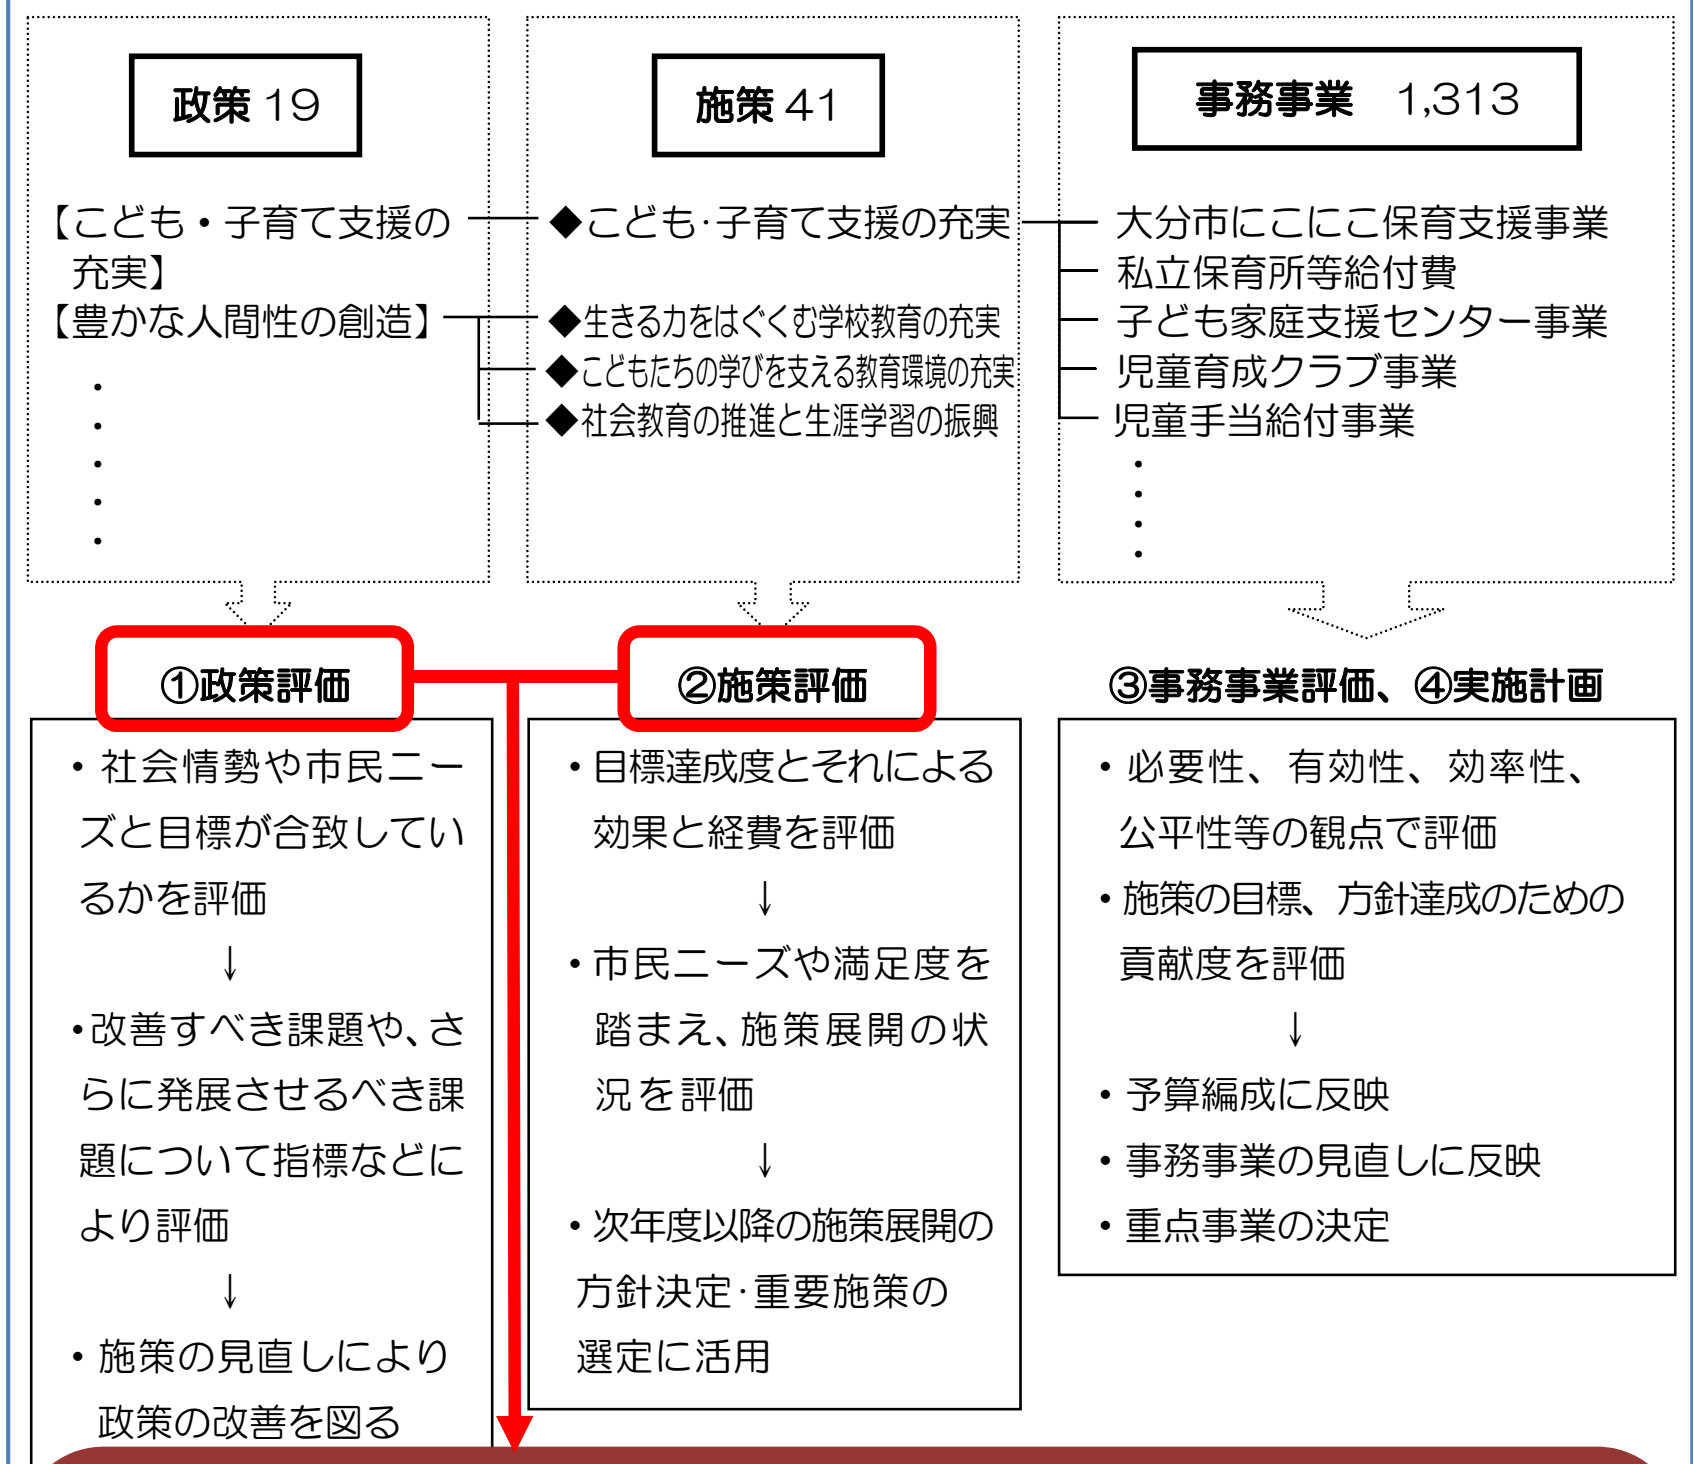 政策 19
【こども・子育て支援の
充実】
【豊かな人間性の創造】
・
・
・
・
・
施策 41
◆こども・子育て支援の充実
◆生きる力をはぐくむ学校教育の充実
◆こどもたちの学びを支える教育環境の充実
◆社会教育の推進と生涯学習の振興
事務事業　1,313
大分市にこにこ保育支援事業
私立保育所等給付費
子ども家庭支援センター事業
児童育成クラブ事業
児童手当給付事業
・
・
・
・
①政策評価
・社会情勢や市民ニー
ズと目標が合致してい
るかを評価
↓
・改善すべき課題や、さ
らに発展させるべき課
題について指標などに
より評価
↓
・施策の見直しにより
政策の改善を図る
②施策評価
・目標達成度とそれによる
効果と経費を評価
↓
・市民ニーズや満足度を
踏まえ、施策展開の状
況を評価
↓
・次年度以降の施策展開の
方針決定・重要施策の
選定に活用
③事務事業評価、④実施計画
・必要性、有効性、効率性、
公平性等の観点で評価
・施策の目標、方針達成のための
貢献度を評価
↓
・予算編成に反映
・事務事業の見直しに反映
・重点事業の決定